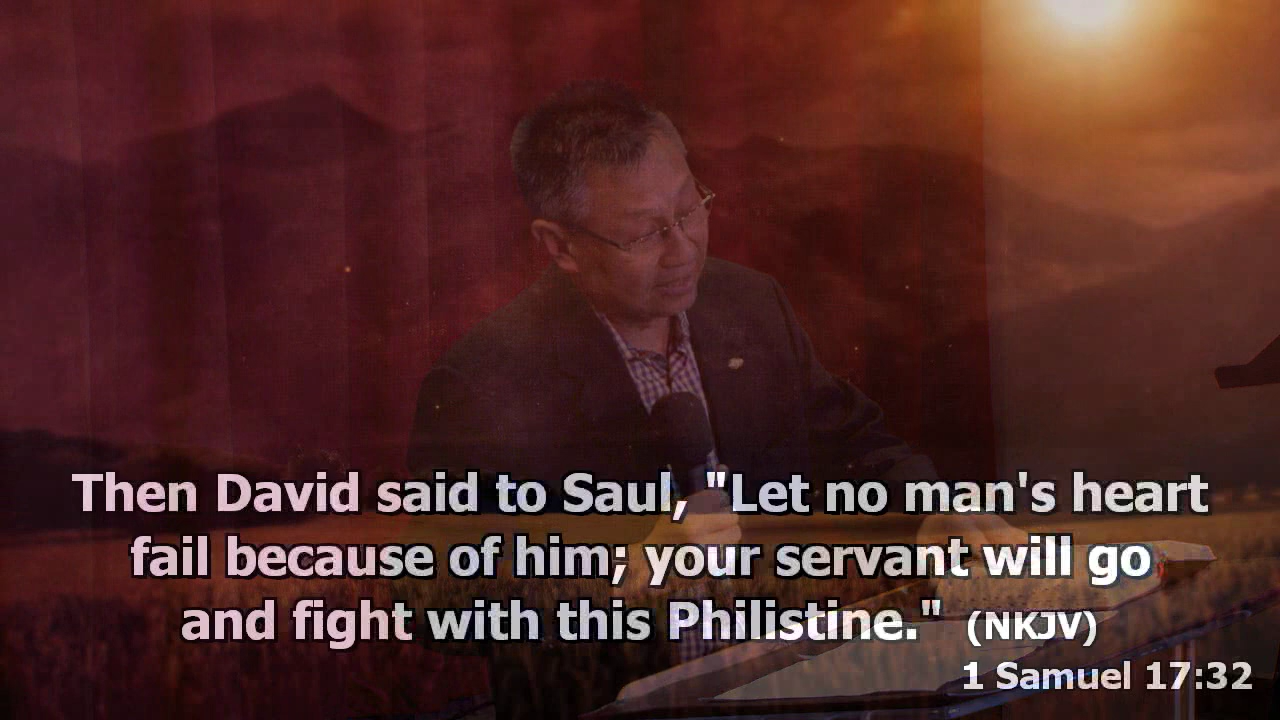 Then David said to Saul, "Let no man's heart
fail because of him; your servant will go
and fight with this Philistine." (NKJV)
1 Samuel 17:32